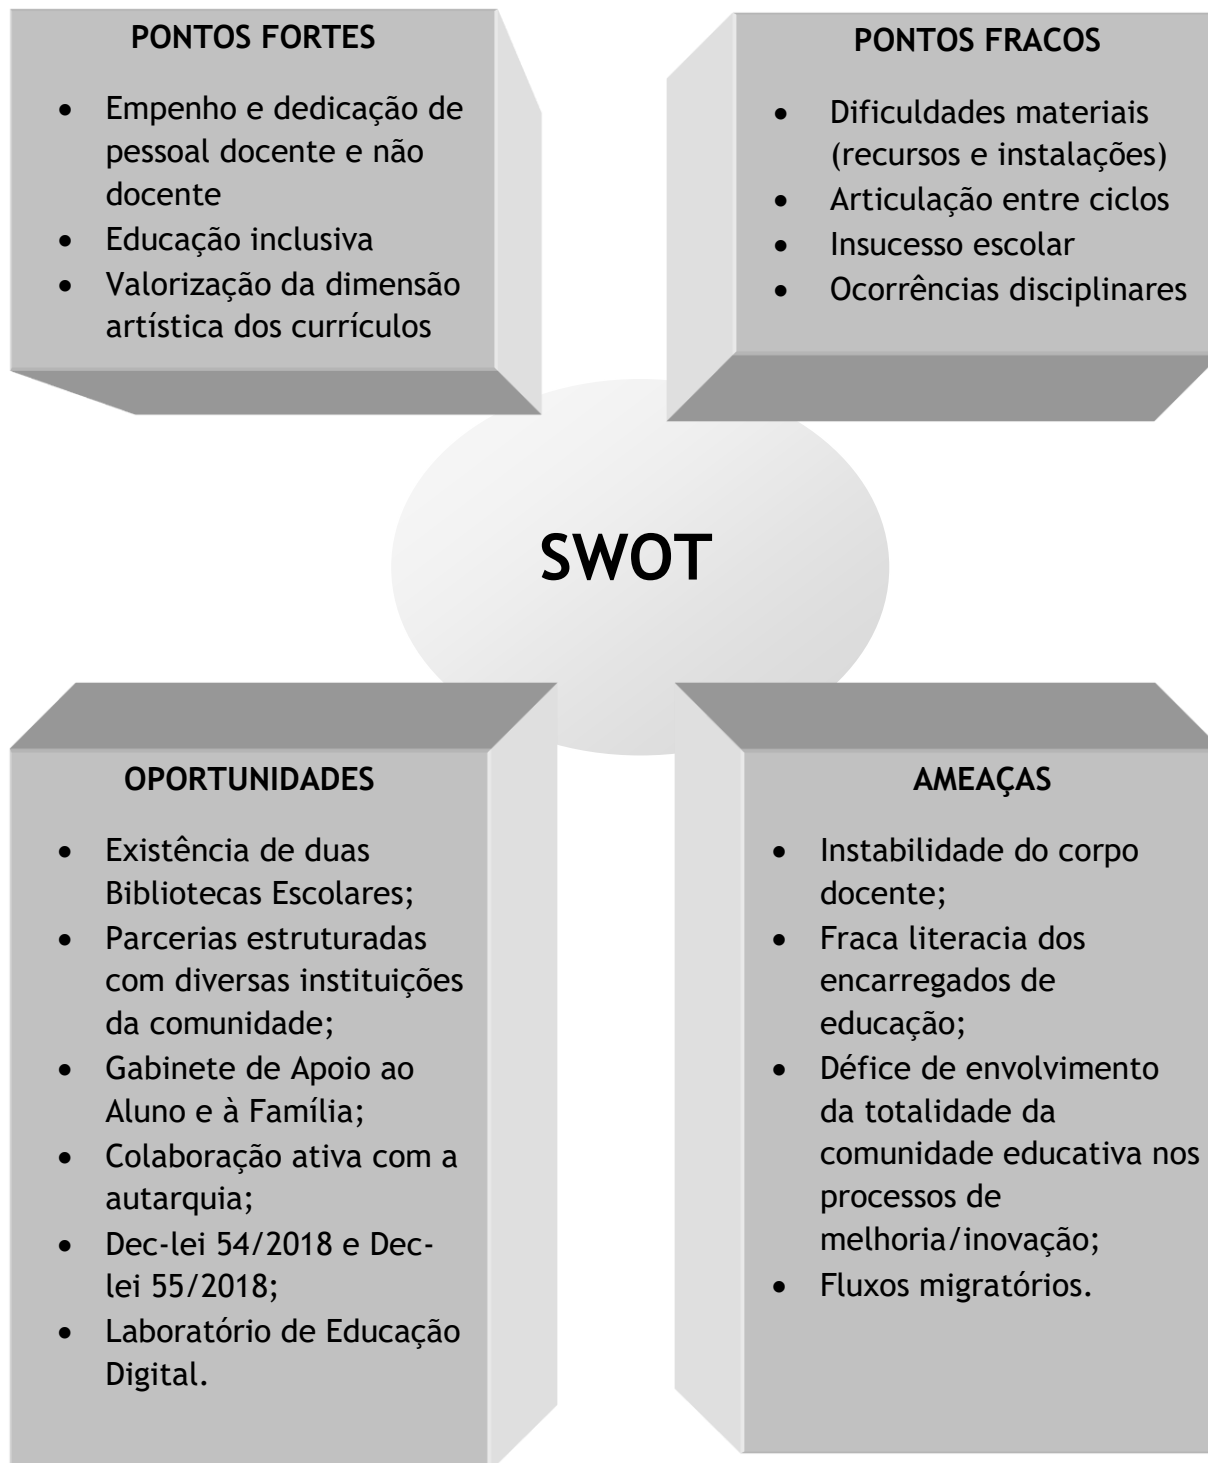 PONTOS FORTES
• Empenho e dedicação de
pessoal docente e não
docente
• Educação inclusiva
• Valorização da dimensão
artística dos currículos
PONTOS FRACOS
• Dificuldades materiais
(recursos e instalações)
• Articulação entre ciclos
• Insucesso escolar
• Ocorrências disciplinares
SWOT
OPORTUNIDADES
• Existência de duas
Bibliotecas Escolares;
• Parcerias estruturadas
com diversas instituições
da comunidade;
• Gabinete de Apoio ao
Aluno e à Família;
• Colaboração ativa com a
autarquia;
• Dec-lei 54/2018 e Dec-
lei 55/2018;
• Laboratório de Educação
Digital.
AMEAÇAS
• Instabilidade do corpo
docente;
• Fraca literacia dos
encarregados de
educação;
• Défice de envolvimento
da totalidade da
comunidade educativa nos
processos de
melhoria/inovação;
• Fluxos migratórios.